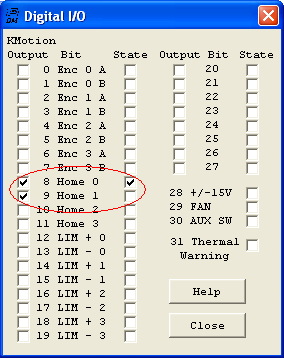 Digital I/O
KMotion
Output Bit State
Output Bit State
0 Enc 0 A
1 Enc 0 B
2 Enc 1 A
3 Enc 1 B
4 Enc 2 A
5 Enc 2 B
6 Enc 3 A
7 Enc 3 B
8 Home 0
9 Home 1
10 Home 2
11 Home 3
12 LIM + 0
13 LIM - 0
14 LIM + 1
15 LIM - 1
16 LIM + 2
17 LIM - 2
18 LIM + 3
19 LIM - 3
20
21
22
23
24
25
26
27
28 +/-15V
29 FAN
30 AUX SW
31 Thermal
Warning
Help
Close